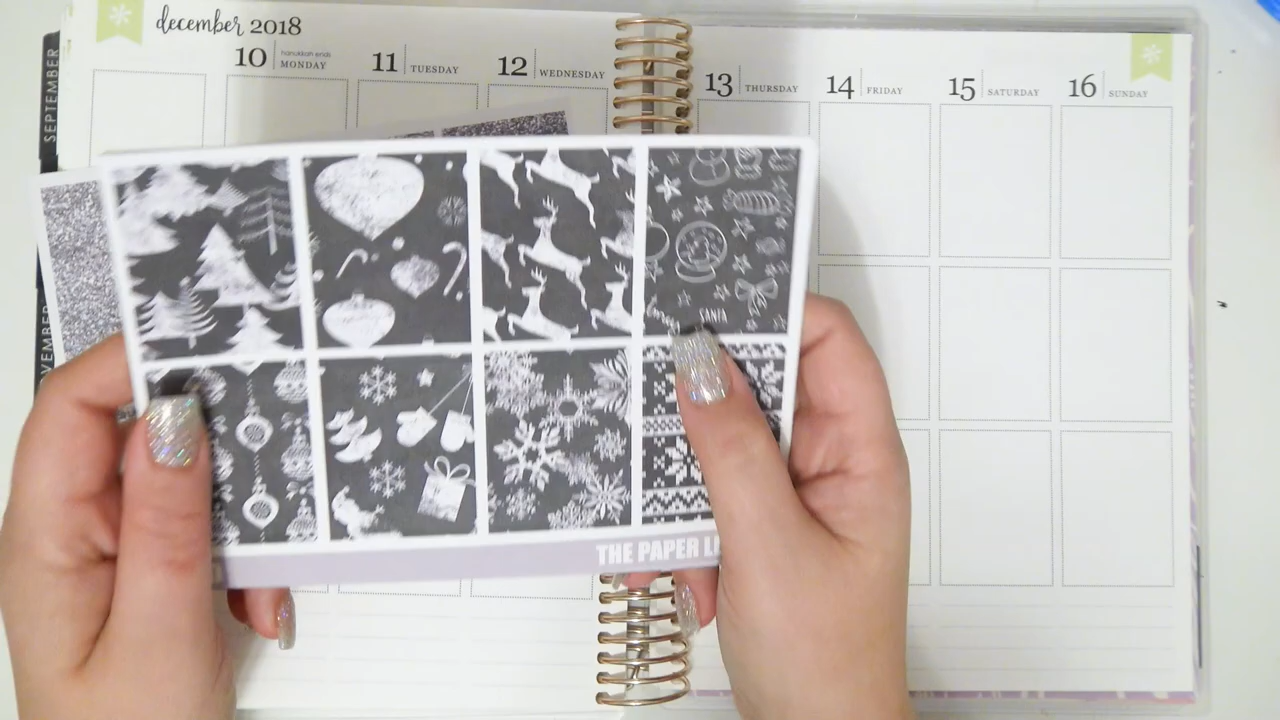 december 2018
10 hanukkah ends MONDAY
11 TUESDAY
12 WEDNESDAY
13 THURSDAY
14 FRIDAY
15 SATURDAY
16 SUNDAY
SEPTEMBER
SANTA
THE PAPER